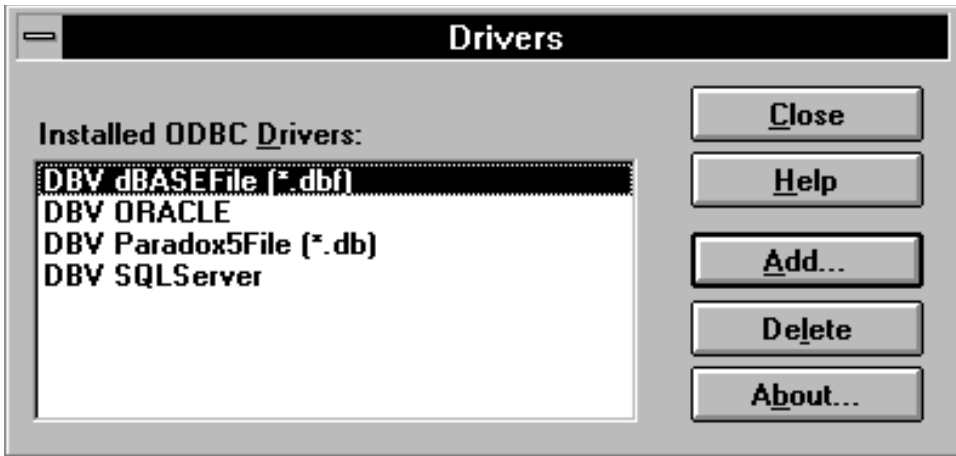 Drivers
Installed ODBC Drivers:
DBV dBASEFile (*.dbf)
DBV ORACLE
DBV Paradox5File (*.db)
DBV SQLServer
Close
Help
Add...
Delete
About...